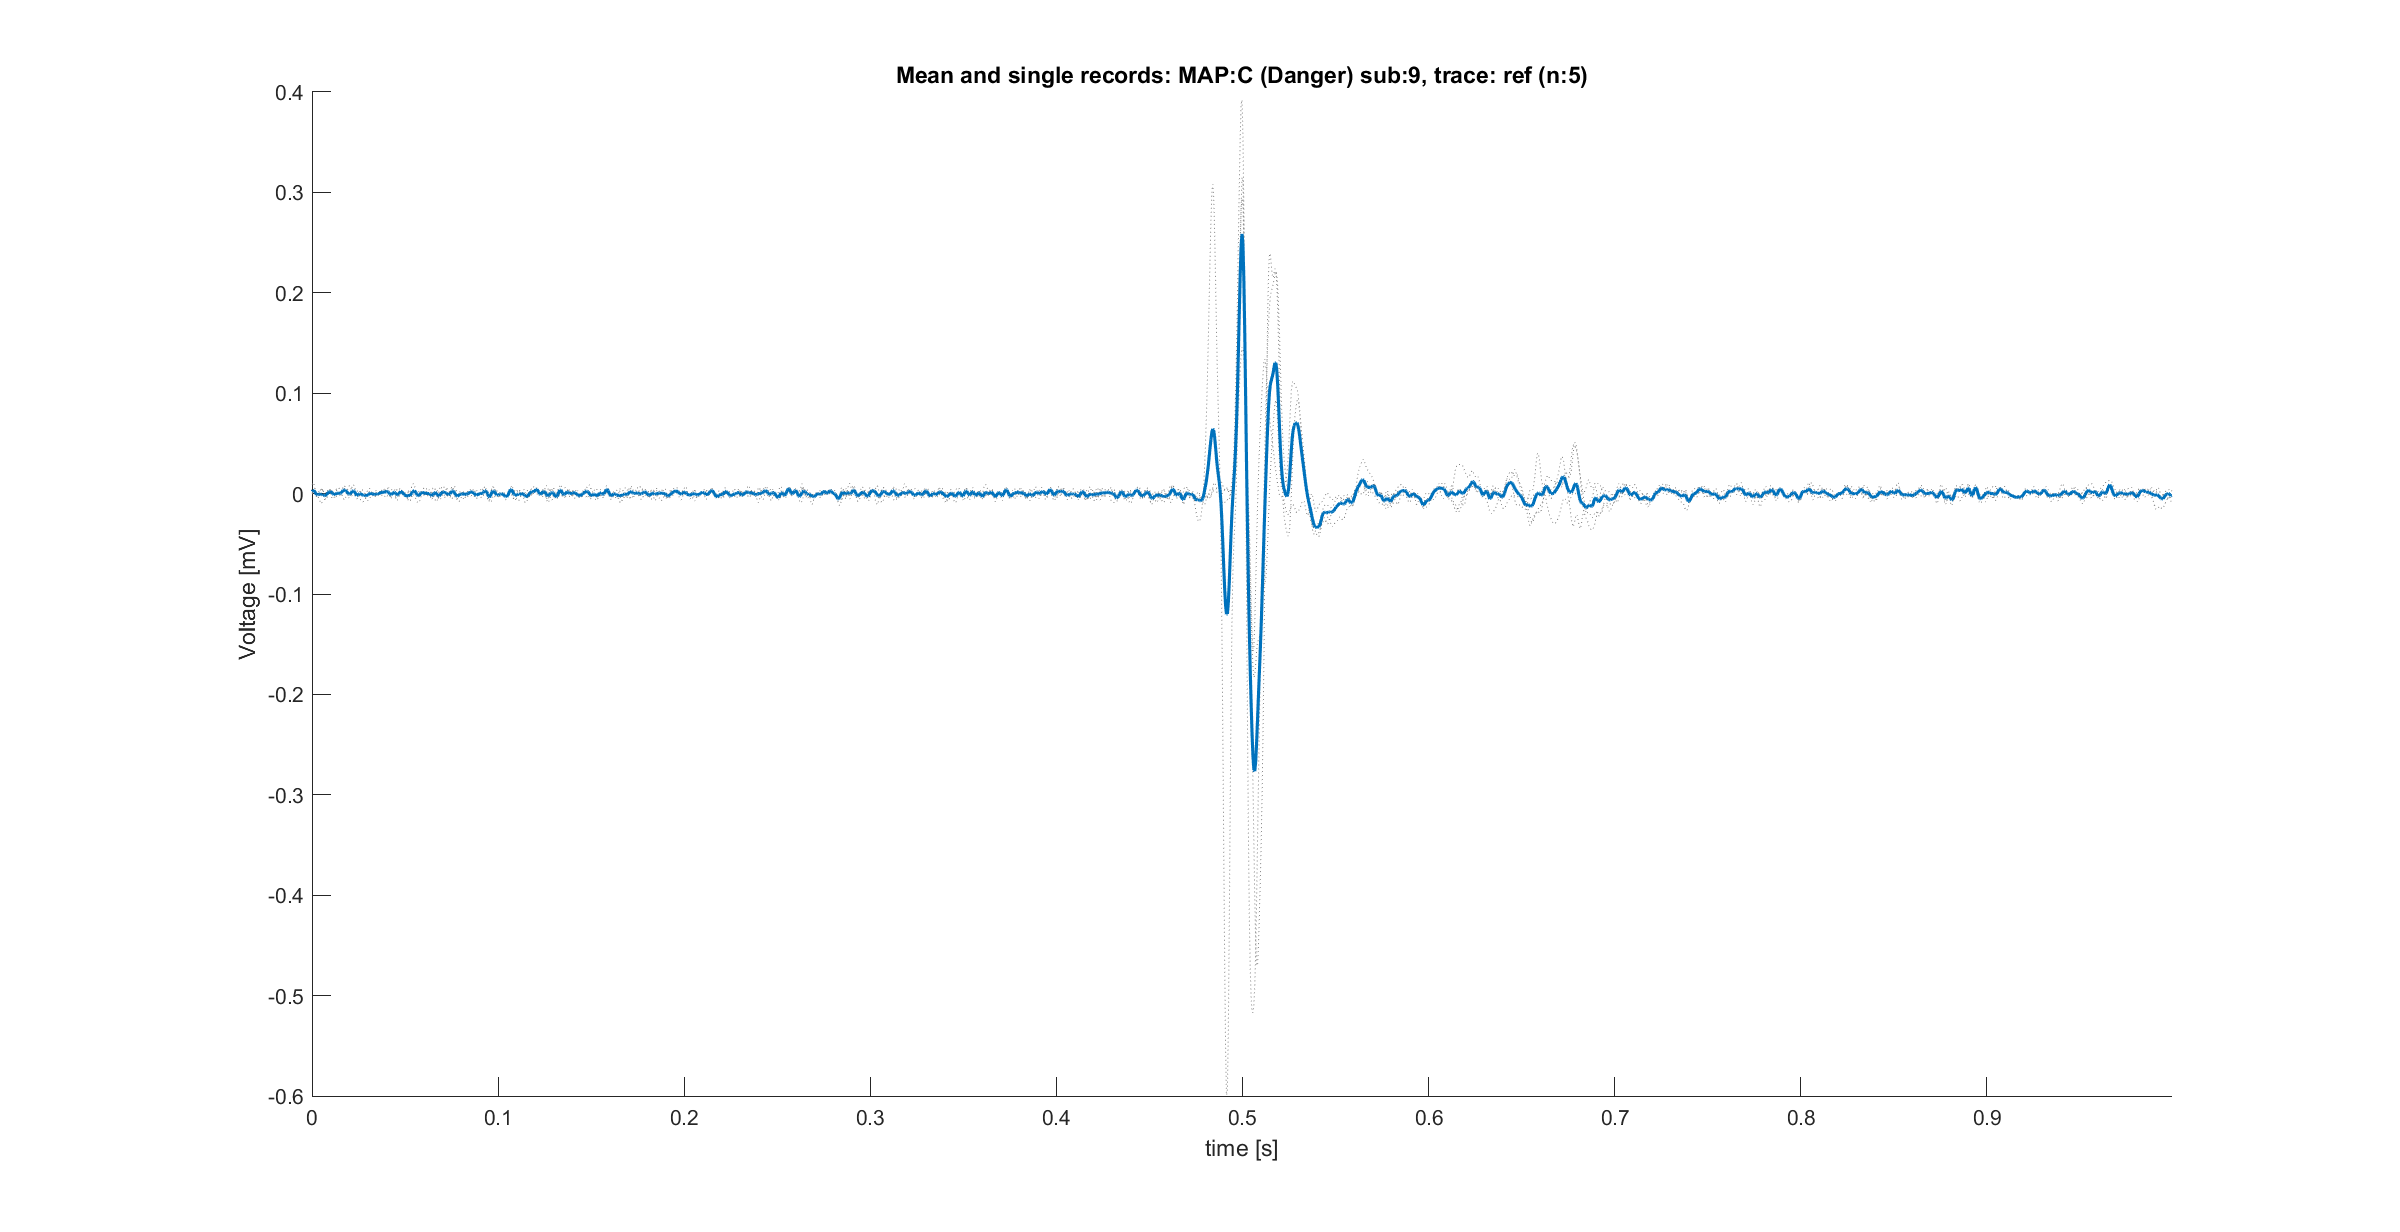 Mean and single records: MAP:C (Danger) sub:9, trace: ref (n:5)
0.4
0.3
0.2
0.1
0
-0.1
-0.2
-0.3
-0.4
-0.5
-0.6
Voltage [mV]
0 0.1 0.2 0.3 0.4 0.5 0.6 0.7 0.8 0.9
time [s]